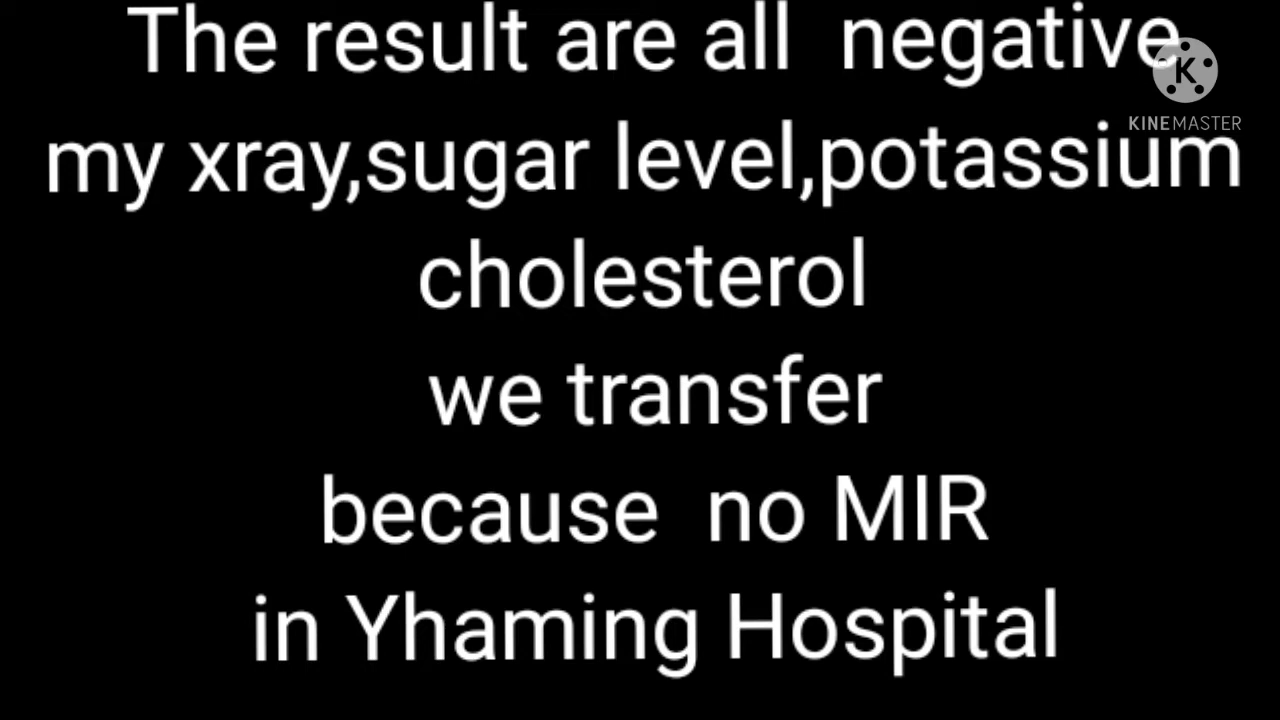 The result are all  negative
K
KINEMASTER
my xray,sugar level,potassium
cholesterol
we transfer
because  no MIR
in Yhaming Hospital